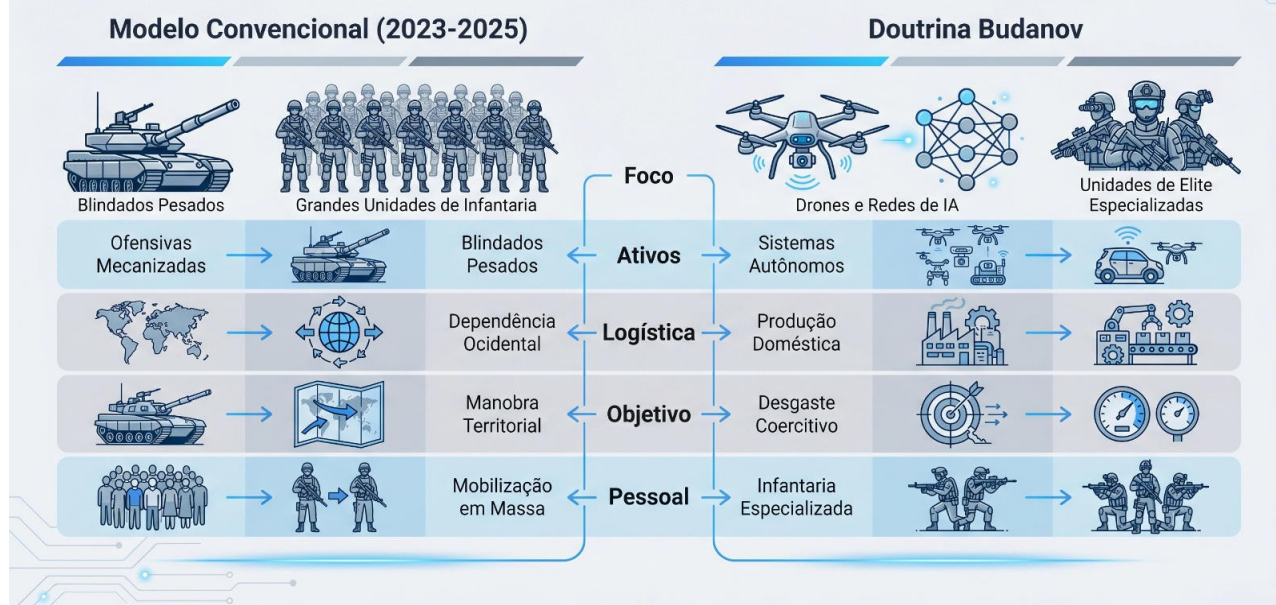 Modelo Convencional (2023-2025)
Doutrina Budanov
Blindados Pesados
Grandes Unidades de Infantaria
Foco
Drones e Redes de IA
Unidades de Elite
Especializadas
Ofensivas
Mecanizadas
Blindados
Pesados
Ativos
Sistemas
Autônomos
Dependência
Ocidental
Logística
Produção
Doméstica
Manobra
Territorial
Objetivo
Desgaste
Coercitivo
Mobilização
em Massa
Pessoal
Infantaria
Especializada